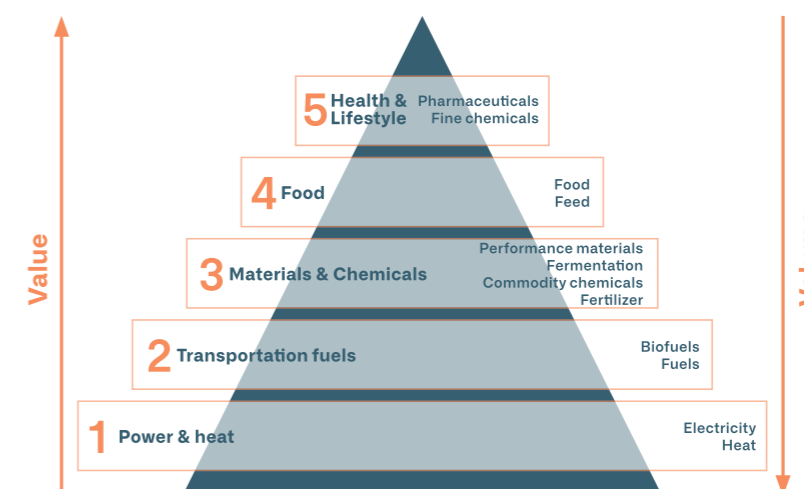 5 Health & Lifestyle
Pharmaceuticals
Fine chemicals
4 Food
Food
Feed
3 Materials & Chemicals
Performance materials
Fermentation
Commodity chemicals
Fertilizer
2 Transportation fuels
Biofuels
Fuels
1 Power & heat
Electricity
Heat
Value